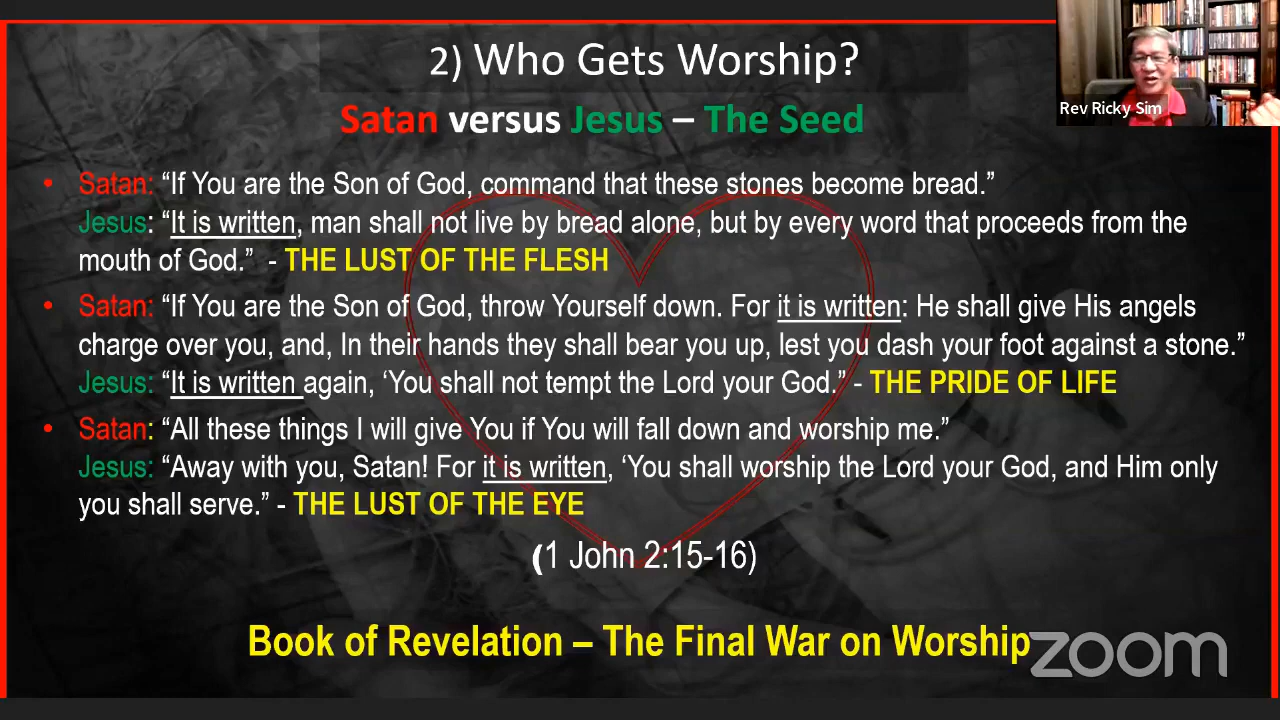 2) Who Gets Worship?
Rev Ricky Sim
Satan versus Jesus – The Seed
• Satan: “If You are the Son of God, command that these stones become bread.”
Jesus: “It is written, man shall not live by bread alone, but by every word that proceeds from the
mouth of God.” - THE LUST OF THE FLESH
• Satan: “If You are the Son of God, throw Yourself down. For it is written: He shall give His angels
charge over you, and, In their hands they shall bear you up, lest you dash your foot against a stone.”
Jesus: “It is written again, ‘You shall not tempt the Lord your God.” - THE PRIDE OF LIFE
• Satan: “All these things I will give You if You will fall down and worship me.”
Jesus: “Away with you, Satan! For it is written, ‘You shall worship the Lord your God, and Him only
you shall serve.” - THE LUST OF THE EYE
(1 John 2:15-16)
Book of Revelation – The Final War on Worship
zoom